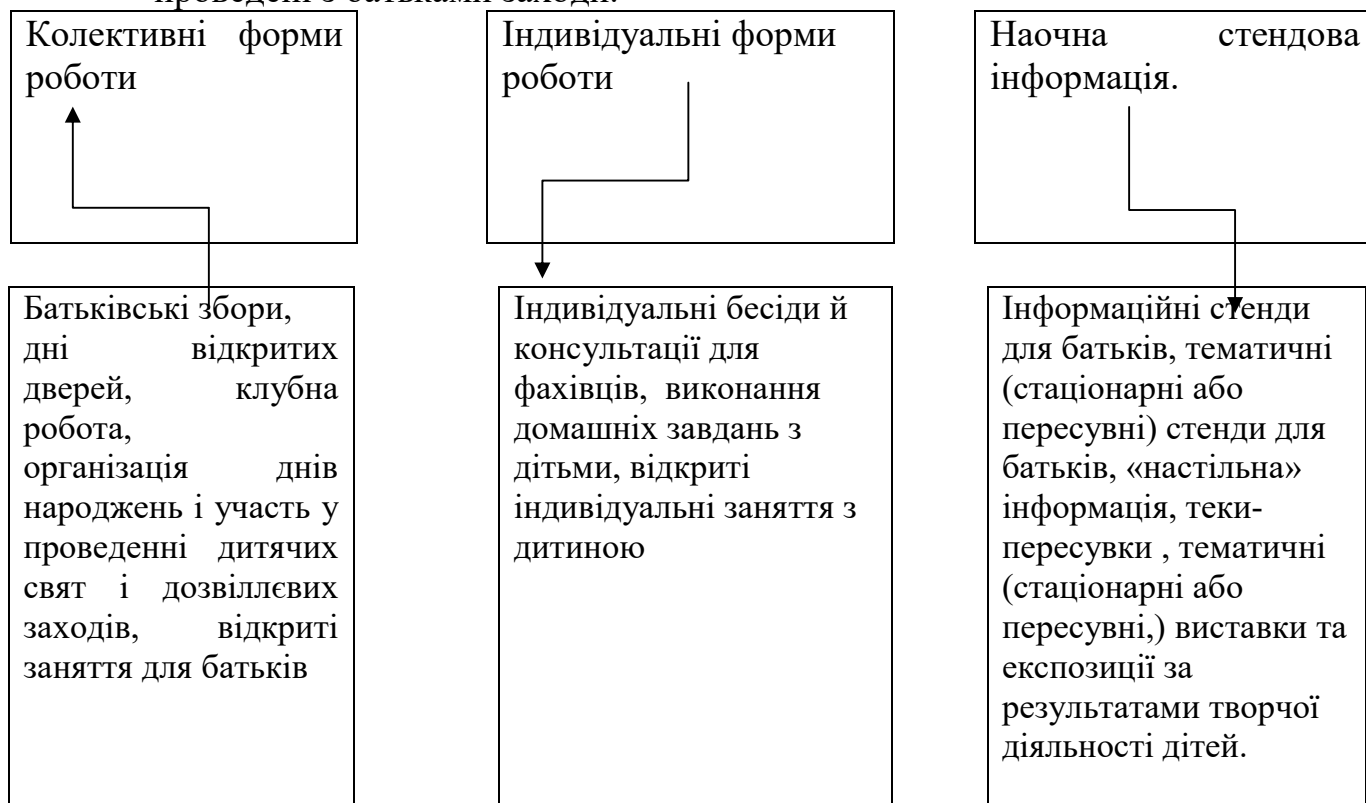 проведені з батьками заходи.
Колективні форми
роботи
Індивідуальні форми
роботи
Наочна стендова
інформація.
Батьківські збори,
дні відкритих
дверей, клубна
робота,
організація днів
народжень і участь у
проведенні дитячих
свят і дозвіллєвих
заходів, відкриті
заняття для батьків
Індивідуальні бесіди й
консультації для
фахівців, виконання
домашніх завдань з
дітьми, відкриті
індивідуальні заняття з
дитиною
Інформаційні стенди
для батьків, тематичні
(стаціонарні або
пересувні) стенди для
батьків, «настільна»
інформація, теки-
пересувки , тематичні
(стаціонарні або
пересувні,) виставки та
експозиції за
результатами творчої
діяльності дітей.